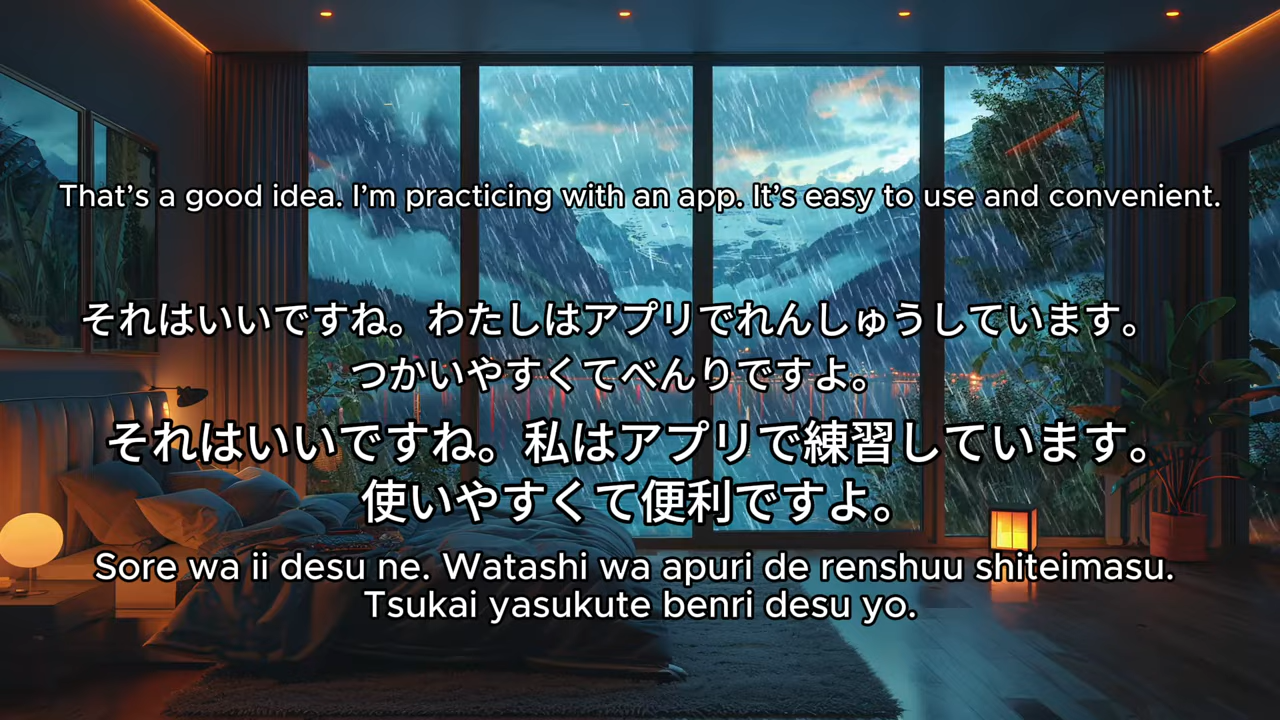 That’s a good idea. I’m practicing with an app. It’s easy to use and convenient.
それはいいですね。わたしはアプリでれんしゅうしています。
つかいやすくてべんりですよ。
それはいいですね。私はアプリで練習しています。
使いやすくて便利ですよ。
Sore wa ii desu ne. Watashi wa apuri de renshuu shiteimasu.
Tsukai yasukute benri desu yo.